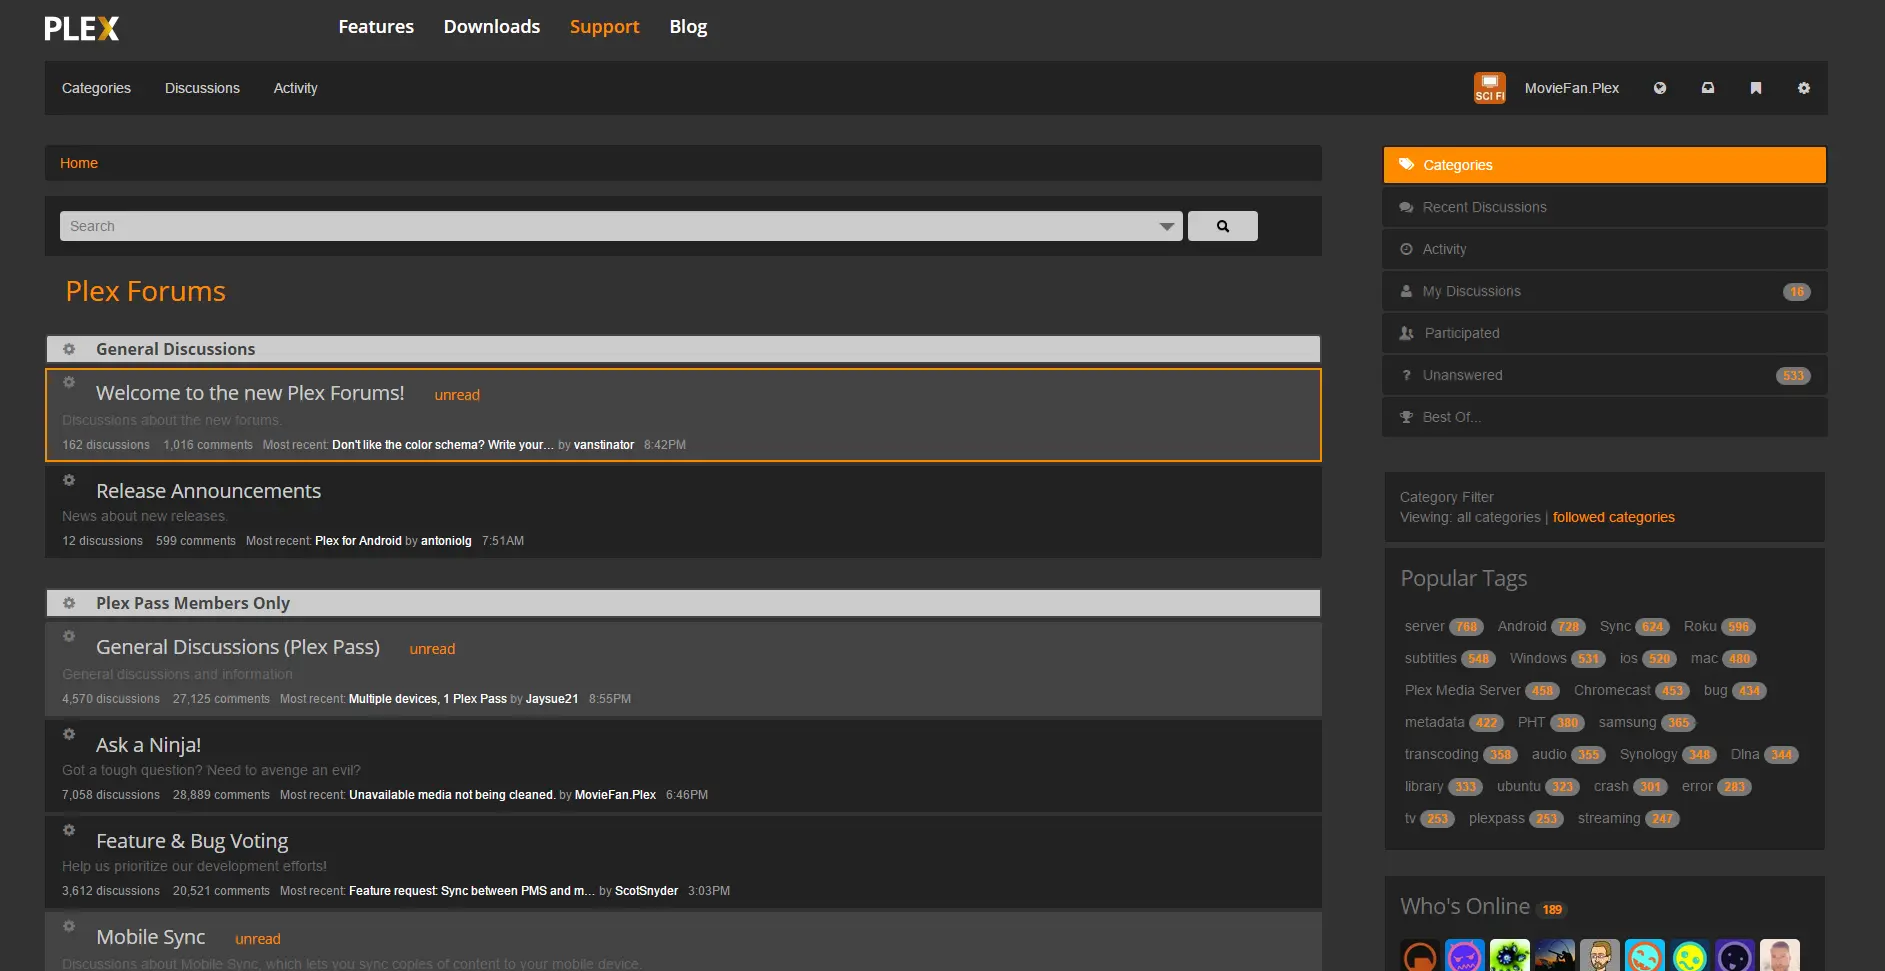 PLEX
Features Downloads Support Blog
Categories Discussions Activity
SCI FI MovieFan.Plex
Home
Search
Plex Forums
General Discussions
Welcome to the new Plex Forums! unread
Discussions about the new forums.
162 discussions 1,016 comments Most recent: Don't like the color schema? Write your... by vanstinator 8:42PM
Release Announcements
News about new releases.
12 discussions 599 comments Most recent: Plex for Android by antoniolg 7:51AM
Plex Pass Members Only
General Discussions (Plex Pass) unread
General discussions and information
4,570 discussions 27,125 comments Most recent: Multiple devices, 1 Plex Pass by Jaysue21 8:55PM
Ask a Ninja!
Got a tough question? Need to avenge an evil?
7,058 discussions 28,889 comments Most recent: Unavailable media not being cleaned. by MovieFan.Plex 6:46PM
Feature & Bug Voting
Help us prioritize our development efforts!
3,612 discussions 20,521 comments Most recent: Feature request: Sync between PMS and m... by ScotSnyder 3:03PM
Mobile Sync unread
Discussions about Mobile Sync, which lets you sync copies of content to your mobile device.
Categories
Recent Discussions
Activity
My Discussions 16
Participated
? Unanswered 533
Best Of...
Category Filter
Viewing: all categories | followed categories
Popular Tags
server 768 Android 728 Sync 624 Roku 596
subtitles 548 Windows 531 ios 520 mac 480
Plex Media Server 458 Chromecast 453 bug 434
metadata 422 PHT 380 samsung 365
transcoding 358 audio 355 Synology 348 Dlna 344
library 333 ubuntu 323 crash 301 error 283
tv 253 plexpass 253 streaming 247
Who's Online 189